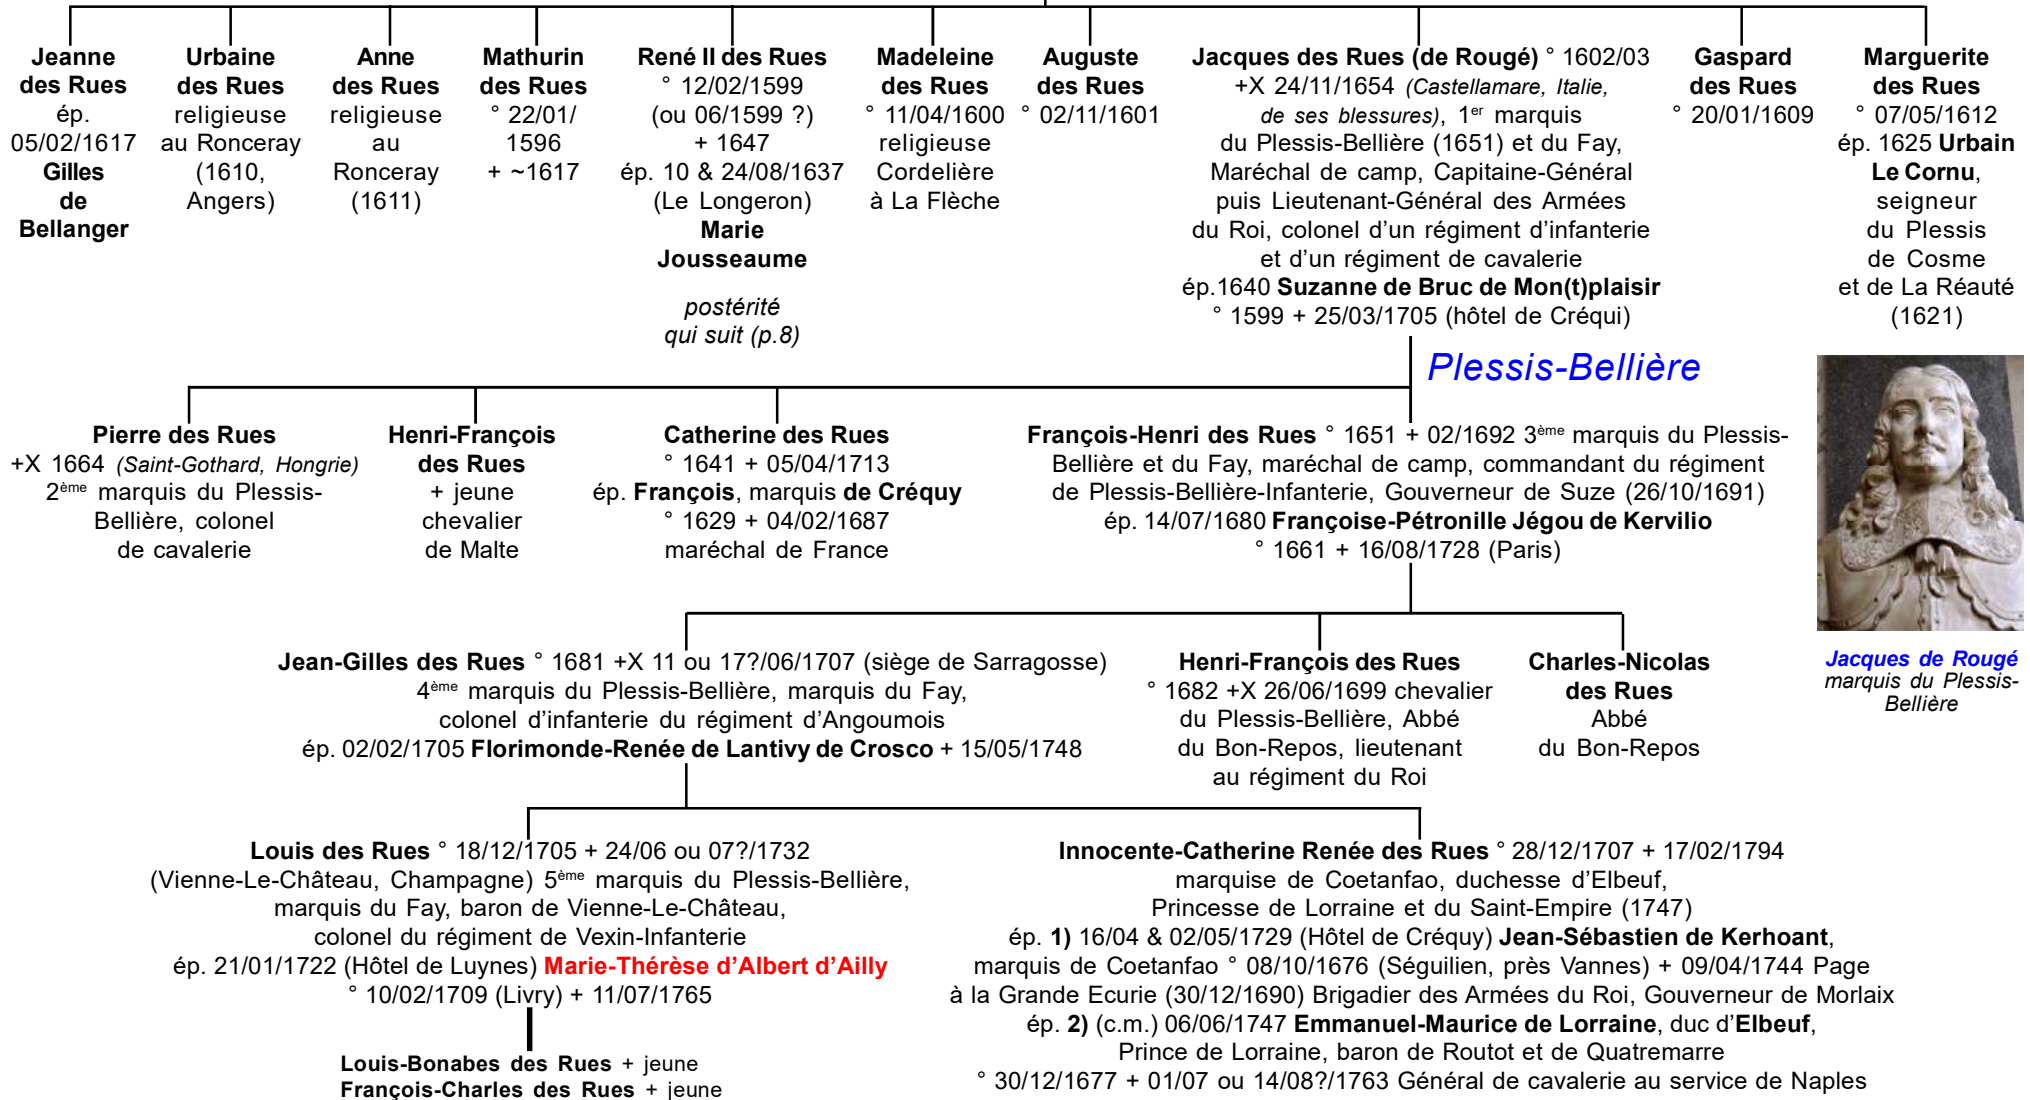 Jeanne
des Rues
ép.
05/02/1617
Gilles
de
Bellanger
Urbaine
des Rues
religieuse
au Ronceray
(1610,
Angers)
Anne
des Rues
religieuse
au
Ronceray
(1611)
Mathurin
des Rues
° 22/01/
1596
+ ~1617
René II des Rues
° 12/02/1599
(ou 06/1599 ?)
+ 1647
ép. 10 & 24/08/1637
(Le Longeron)
Marie
Jousseaume
postérité
qui suit (p.8)
Madeleine
des Rues
° 11/04/1600
religieuse
Cordelière
à La Flèche
Auguste
des Rues
° 02/11/1601
Jacques des Rues (de Rougé) ° 1602/03
+X 24/11/1654 (Castellamare, Italie,
de ses blessures), 1er marquis
du Plessis-Bellière (1651) et du Fay,
Maréchal de camp, Capitaine-Général
puis Lieutenant-Général des Armées
du Roi, colonel d'un régiment d'infanterie
et d'un régiment de cavalerie
ép.1640 Suzanne de Bruc de Mon(t)plaisir
° 1599 + 25/03/1705 (hôtel de Créqui)
Gaspard
des Rues
° 20/01/1609
Marguerite
des Rues
° 07/05/1612
ép. 1625 Urbain
Le Cornu,
seigneur
du Plessis
de Cosme
et de La Réauté
(1621)
Plessis-Bellière
Pierre des Rues
+X 1664 (Saint-Gothard, Hongrie)
2ème marquis du Plessis-
Bellière, colonel
de cavalerie
Henri-François
des Rues
+ jeune
chevalier
de Malte
Catherine des Rues
° 1641 + 05/04/1713
ép. François, marquis de Créquy
° 1629 + 04/02/1687
maréchal de France
François-Henri des Rues ° 1651 + 02/1692 3ème marquis du Plessis-
Bellière et du Fay, maréchal de camp, commandant du régiment
de Plessis-Bellière-Infanterie, Gouverneur de Suze (26/10/1691)
ép. 14/07/1680 Françoise-Pétronille Jégou de Kervilio
° 1661 + 16/08/1728 (Paris)
Jacques de Rougé
marquis du Plessis-
Bellière
Jean-Gilles des Rues ° 1681 +X 11 ou 17?/06/1707 (siège de Sarragosse)
4ème marquis du Plessis-Bellière, marquis du Fay,
colonel d'infanterie du régiment d'Angoumois
ép. 02/02/1705 Florimonde-Renée de Lantivy de Crosco + 15/05/1748
Henri-François des Rues
° 1682 +X 26/06/1699 chevalier
du Plessis-Bellière, Abbé
du Bon-Repos, lieutenant
au régiment du Roi
Charles-Nicolas
des Rues
Abbé
du Bon-Repos
Louis des Rues ° 18/12/1705 + 24/06 ou 07?/1732
(Vienne-Le-Château, Champagne) 5ème marquis du Plessis-Bellière,
marquis du Fay, baron de Vienne-Le-Château,
colonel du régiment de Vexin-Infanterie
ép. 21/01/1722 (Hôtel de Luynes) Marie-Thérèse d'Albert d'Ailly
° 10/02/1709 (Livry) + 11/07/1765
Innocente-Catherine Renée des Rues ° 28/12/1707 + 17/02/1794
marquise de Coetanfao, duchesse d'Elbeuf,
Princesse de Lorraine et du Saint-Empire (1747)
ép. 1) 16/04 & 02/05/1729 (Hôtel de Créquy) Jean-Sébastien de Kerhoant,
marquis de Coetanfao ° 08/10/1676 (Séguilien, près Vannes) + 09/04/1744 Page
à la Grande Ecurie (30/12/1690) Brigadier des Armées du Roi, Gouverneur de Morlaix
ép. 2) (c.m.) 06/06/1747 Emmanuel-Maurice de Lorraine, duc d'Elbeuf,
Prince de Lorraine, baron de Routot et de Quatremarre
° 30/12/1677 + 01/07 ou 14/08?/1763 Général de cavalerie au service de Naples
Louis-Bonabes des Rues + jeune
François-Charles des Rues + jeune